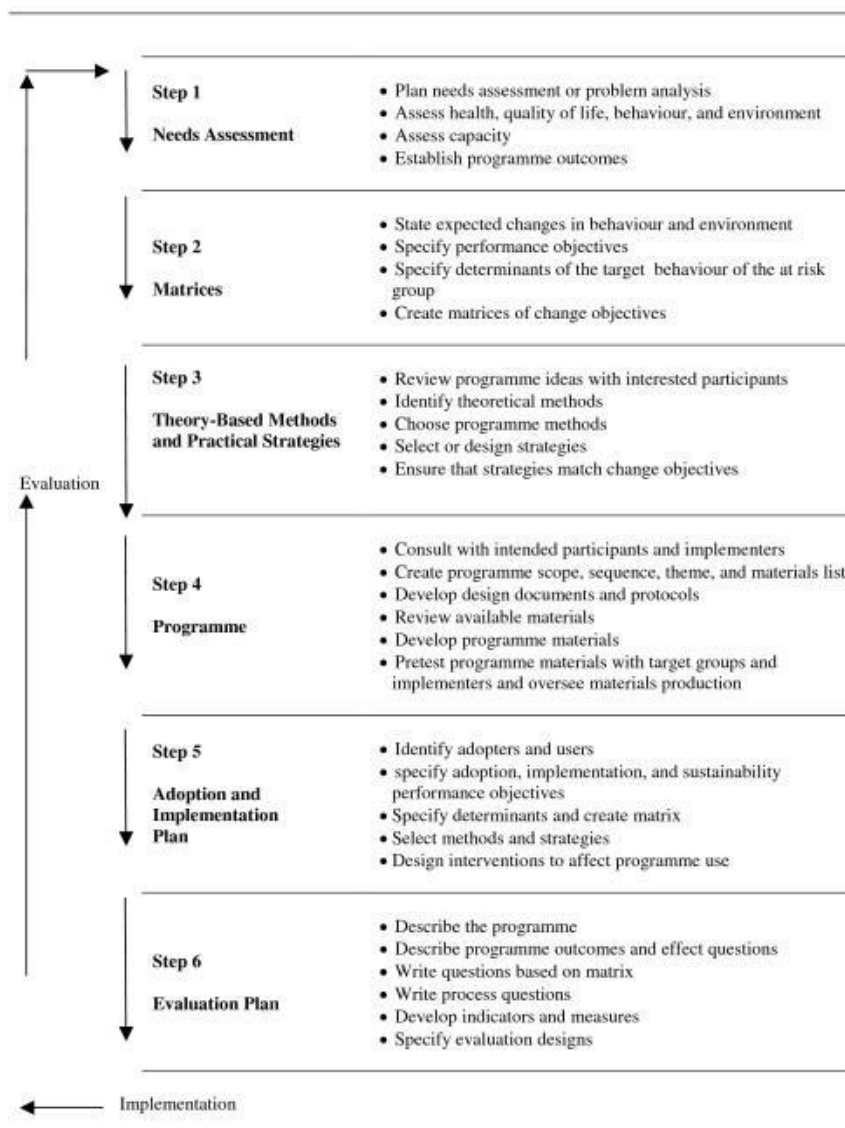 Step 1
Needs Assessment
• Plan needs assessment or problem analysis
• Assess health, quality of life, behaviour, and environment
• Assess capacity
• Establish programme outcomes
Step 2
Matrices
• State expected changes in behaviour and environment
• Specify performance objectives
• Specify determinants of the target behaviour of the at risk
group
• Create matrices of change objectives
Step 3
Theory-Based Methods
and Practical Strategies
• Review programme ideas with interested participants
• Identify theoretical methods
• Choose programme methods
• Select or design strategies
• Ensure that strategies match change objectives
Evaluation
Step 4
Programme
• Consult with intended participants and implementers
• Create programme scope, sequence, theme, and materials list
• Develop design documents and protocols
• Review available materials
• Develop programme materials
• Pretest programme materials with target groups and
implementers and oversee materials production
Step 5
Adoption and
Implementation
Plan
• Identify adopters and users
• specify adoption, implementation, and sustainability
performance objectives
• Specify determinants and create matrix
• Select methods and strategies
• Design interventions to affect programme use
Step 6
Evaluation Plan
• Describe the programme
• Describe programme outcomes and effect questions
• Write questions based on matrix
• Write process questions
• Develop indicators and measures
• Specify evaluation designs
Implementation